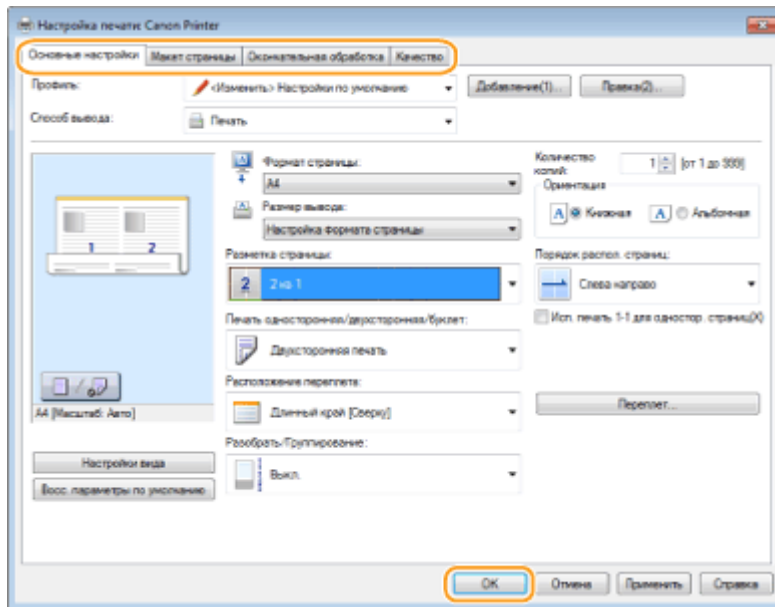 Настройка печати: Canon Printer
Основные настройки Макет страницы Окончательная обработка Качество
Профиль: <Изменить> Настройки по умолчанию Добавление(1)... Правка(2)...
Способ вывода: Печать
Формат страницы: Количество копий: 1 [от 1 до 999]
A4 Ориентация
Размер вывода: A Книжная A Альбомная
Настройка формата страницы
Разметка страницы: Порядок распол. страниц:
1 2 2 2 на 1 Слева направо
Печать односторонняя/двухсторонняя/буклет: Исп. печать 1-1 для одностор. страниц(X)
Двухсторонняя печать
Расположение переплета:
A4 [Масштаб: Авто] Длинный край [Сверху] Переплет...
Разобрать/Группирование:
Настройки вида Выкл.
Восс. параметры по умолчанию
OK Отмена Применить Справка